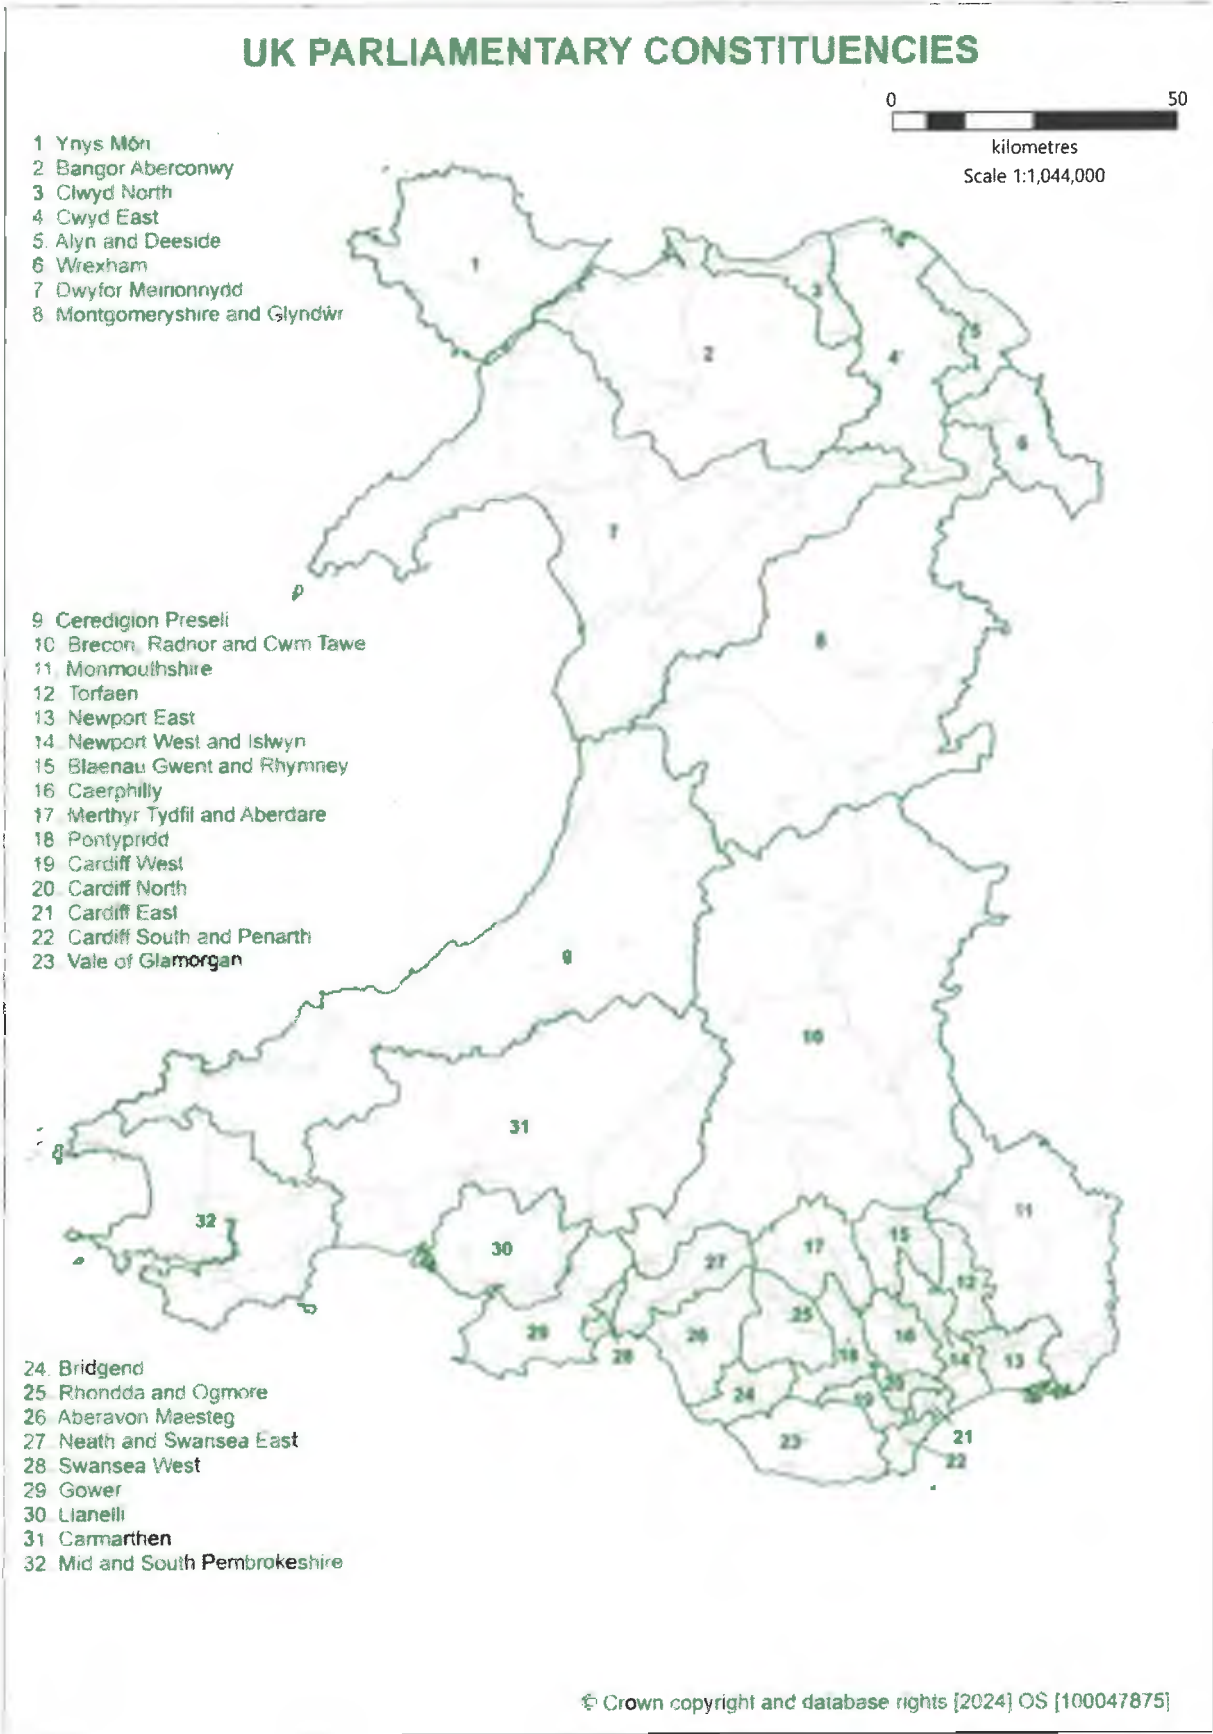 UK PARLIAMENTARY CONSTITUENCIES
0 50
kilometres
Scale 1:1,044,000
1 Ynys Môn
2 Bangor Aberconwy
3 Clwyd North
4 Cwyd East
5. Alyn and Deeside
6 Wrexham
7 Dwyfor Meirionnydd
8 Montgomeryshire and Glyndŵr
1
2
3
4
5
6
7
8
9 Ceredigion Preseli
10 Brecon, Radnor and Cwm Tawe
11 Monmouthshire
12 Torfaen
13 Newport East
14 Newport West and Islwyn
15 Blaenau Gwent and Rhymney
16 Caerphilly
17 Merthyr Tydfil and Aberdare
18 Pontypridd
19 Cardiff West
20 Cardiff North
21 Cardiff East
22 Cardiff South and Penarth
23 Vale of Glamorgan
9
10
31
11
32
30
27
17
15
12
29
28
26
25
18
16
14
13
24
19
20
23
21
22
24. Bridgend
25 Rhondda and Ogmore
26 Aberavon Maesteg
27 Neath and Swansea East
28 Swansea West
29 Gower
30 Llanelli
31 Carmarthen
32 Mid and South Pembrokeshire
© Crown copyright and database rights [2024] OS [100047875]